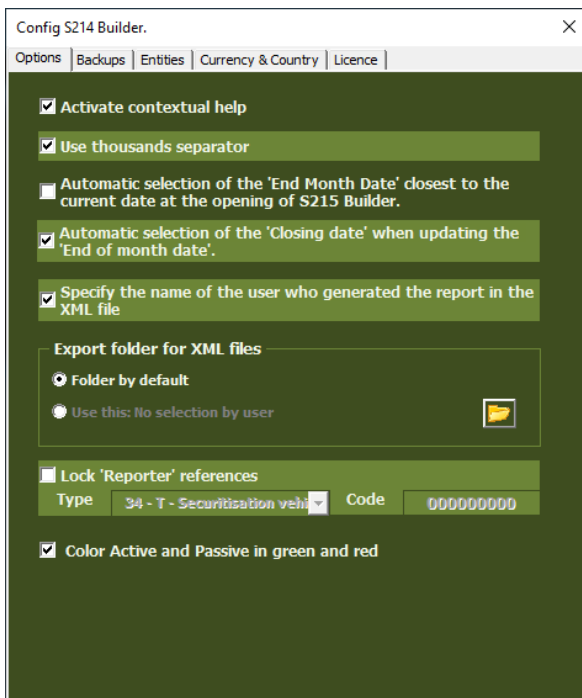 Config S214 Builder.
Options Backups Entities Currency & Country Licence
Activate contextual help
Use thousands separator
Automatic selection of the 'End Month Date' closest to the
current date at the opening of S215 Builder.
Automatic selection of the 'Closing date' when updating the
'End of month date'.
Specify the name of the user who generated the report in the
XML file
Export folder for XML files
Folder by default
Use this: No selection by user
Lock 'Reporter' references
Type 34 - T - Securitisation vehi Code 000000000
Color Active and Passive in green and red